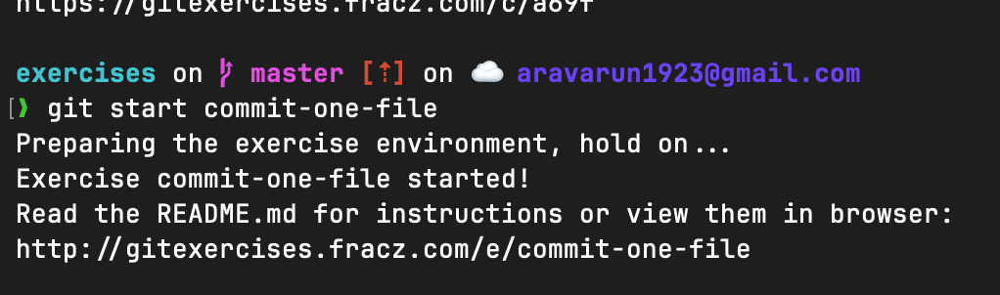 https://gitexercises.fracz.com/c/a69f
exercises on master [⇡] on ☁️ aravarun1923@gmail.com
❯ git start commit-one-file
Preparing the exercise environment, hold on...
Exercise commit-one-file started!
Read the README.md for instructions or view them in browser:
http://gitexercises.fracz.com/e/commit-one-file